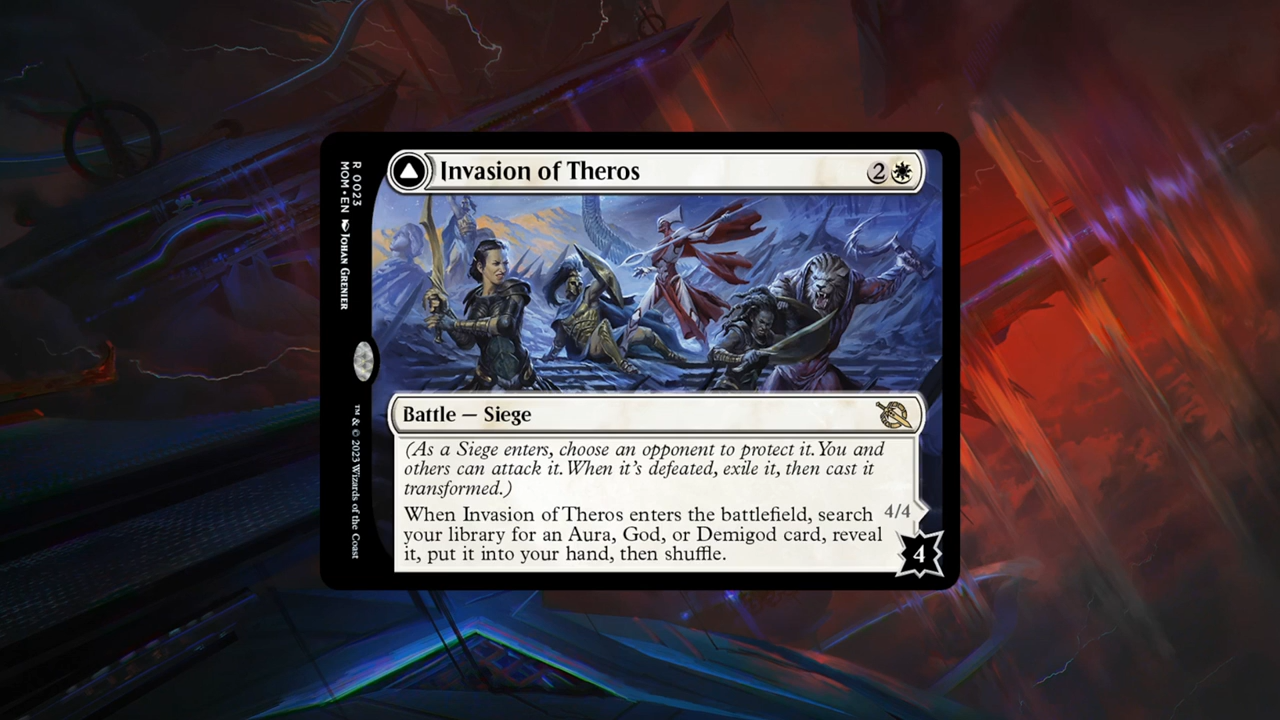 Invasion of Theros
2
R 0023
MOM • EN Johan Grenier
Battle — Siege
(As a Siege enters, choose an opponent to protect it. You and
others can attack it. When it's defeated, exile it, then cast it
transformed.)
When Invasion of Theros enters the battlefield, search
your library for an Aura, God, or Demigod card, reveal
it, put it into your hand, then shuffle.
4/4
4
™ & © 2023 Wizards of the Coast